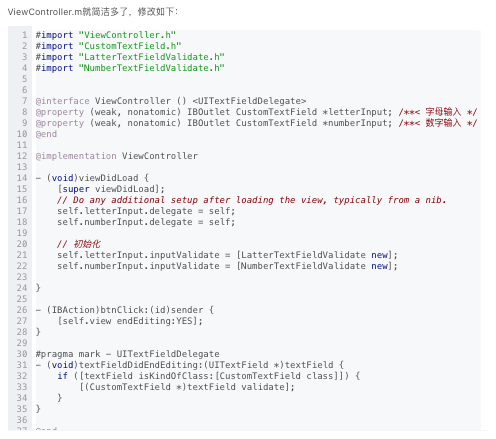 ViewController.m就简洁多了，修改如下：
1 #import "ViewController.h"
2 #import "CustomTextField.h"
3 #import "LatterTextFieldValidate.h"
4 #import "NumberTextFieldValidate.h"
5
6
7 @interface ViewController () <UITextFieldDelegate>
8 @property (weak, nonatomic) IBOutlet CustomTextField *letterInput; /**< 字母输入 */
9 @property (weak, nonatomic) IBOutlet CustomTextField *numberInput; /**< 数字输入 */
10 @end
11
12 @implementation ViewController
13
14 - (void)viewDidLoad {
15     [super viewDidLoad];
16     // Do any additional setup after loading the view, typically from a nib.
17     self.letterInput.delegate = self;
18     self.numberInput.delegate = self;
19
20     // 初始化
21     self.letterInput.inputValidate = [LatterTextFieldValidate new];
22     self.numberInput.inputValidate = [NumberTextFieldValidate new];
23
24 }
25
26 - (IBAction)btnClick:(id)sender {
27     [self.view endEditing:YES];
28 }
29
30 #pragma mark - UITextFieldDelegate
31 - (void)textFieldDidEndEditing:(UITextField *)textField {
32     if ([textField isKindOfClass:[CustomTextField class]]) {
33         [(CustomTextField *)textField validate];
34     }
35 }
36
37 @end